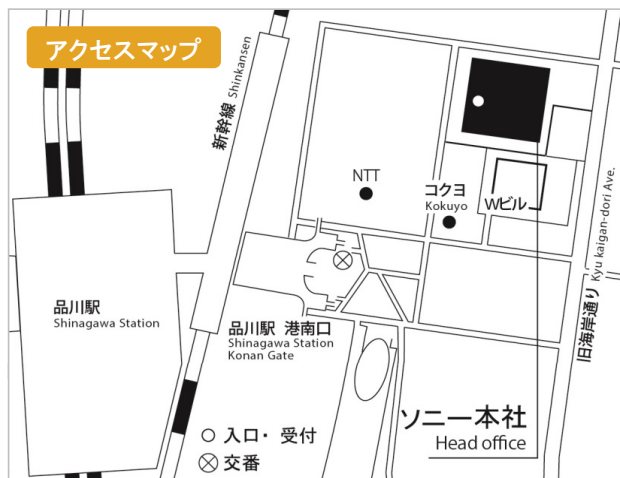 アクセスマップ
新幹線 Shinkansen
NTT
コクヨ
Kokuyo
Wビル
旧海岸通り Kyu kaigan-dori Ave.
品川駅
Shinagawa Station
品川駅 港南口
Shinagawa Station
Konan Gate
ソニー本社
Head office
入口・ 受付
交番